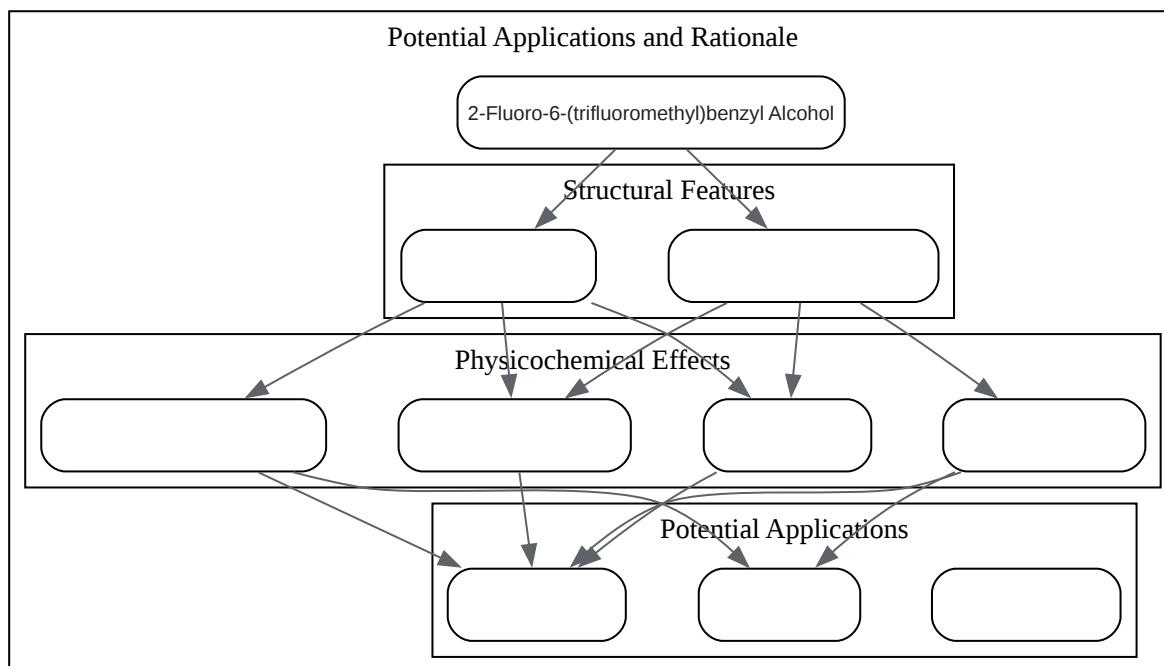 Potential Applications and Rationale
2-Fluoro-6-(trifluoromethyl)benzyl Alcohol
Structural Features
Physicochemical Effects
Potential Applications